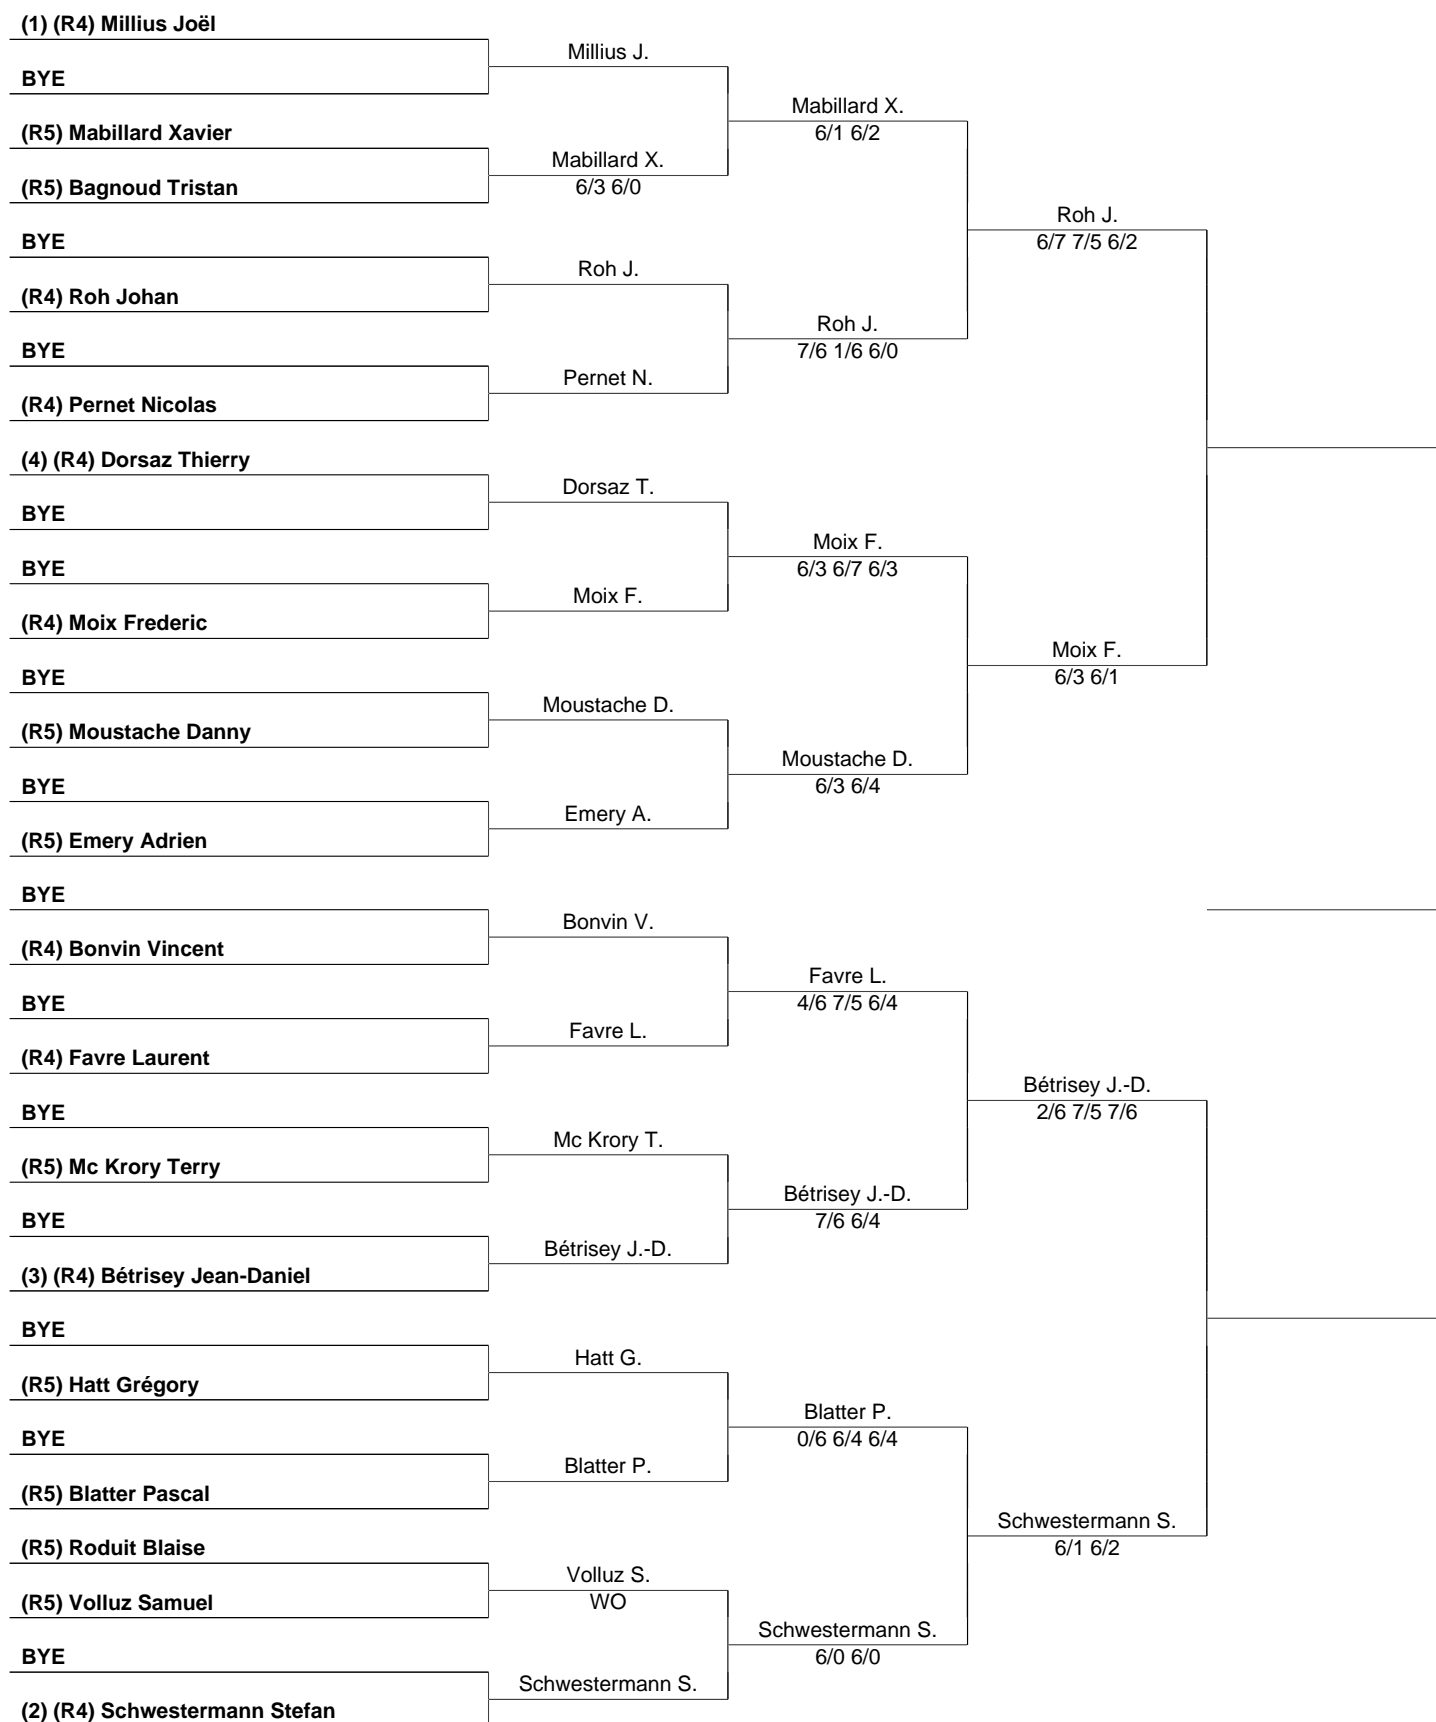 (1) (R4) Millius Joël
BYE
(R5) Mabillard Xavier
(R5) Bagnoud Tristan
BYE
(R4) Roh Johan
BYE
(R4) Pernet Nicolas
(4) (R4) Dorsaz Thierry
BYE
BYE
(R4) Moix Frederic
BYE
(R5) Moustache Danny
BYE
(R5) Emery Adrien
BYE
(R4) Bonvin Vincent
BYE
(R4) Favre Laurent
BYE
(R5) Mc Krory Terry
BYE
(3) (R4) Bétrisey Jean-Daniel
BYE
(R5) Hatt Grégory
BYE
(R5) Blatter Pascal
(R5) Roduit Blaise
(R5) Volluz Samuel
BYE
(2) (R4) Schwestermann Stefan
Millius J.
Mabillard X.
6/3 6/0
Roh J.
Pernet N.
Dorsaz T.
Moix F.
Moustache D.
Emery A.
Bonvin V.
Favre L.
Mc Krory T.
Bétrisey J.-D.
Hatt G.
Blatter P.
Volluz S.
WO
Schwestermann S.
Mabillard X.
6/1 6/2
Roh J.
7/6 1/6 6/0
Moix F.
6/3 6/7 6/3
Moustache D.
6/3 6/4
Favre L.
4/6 7/5 6/4
Bétrisey J.-D.
7/6 6/4
Blatter P.
0/6 6/4 6/4
Schwestermann S.
6/0 6/0
Roh J.
6/7 7/5 6/2
Moix F.
6/3 6/1
Bétrisey J.-D.
2/6 7/5 7/6
Schwestermann S.
6/1 6/2